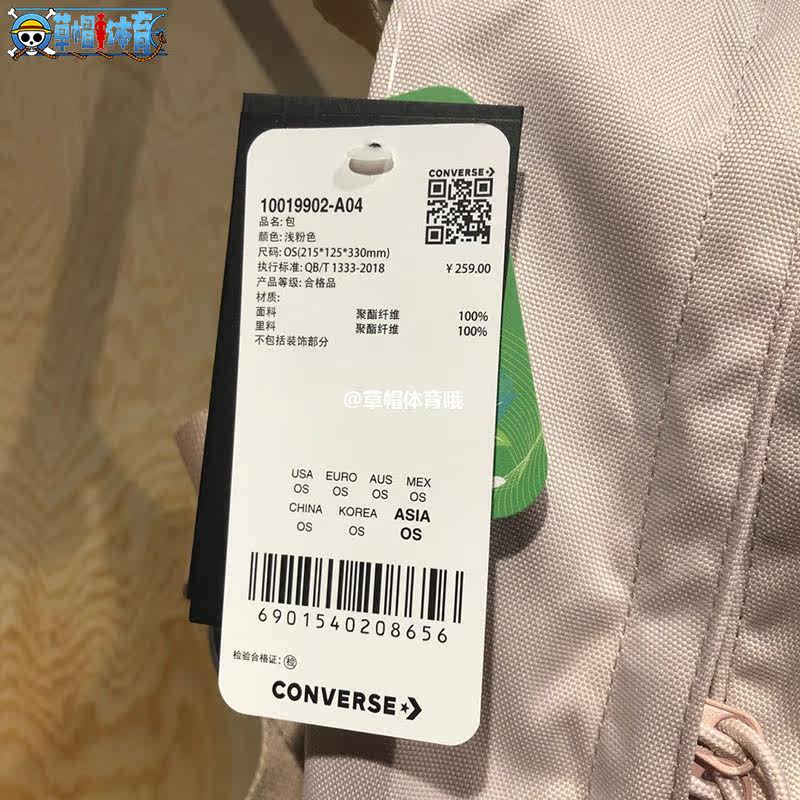 草帽体育
CONVERSE
10019902-A04
品名: 包
颜色: 浅粉色
尺码: OS(215*125*330mm)
执行标准: QB/T 1333-2018
¥ 259.00
产品等级: 合格品
材质:
面料 聚酯纤维 100%
里料 聚酯纤维 100%
不包括装饰部分
@草帽体育哦
USA EURO AUS MEX
OS OS OS OS
CHINA KOREA ASIA
OS OS OS
6901540208656
检验合格证: 检
CONVERSE